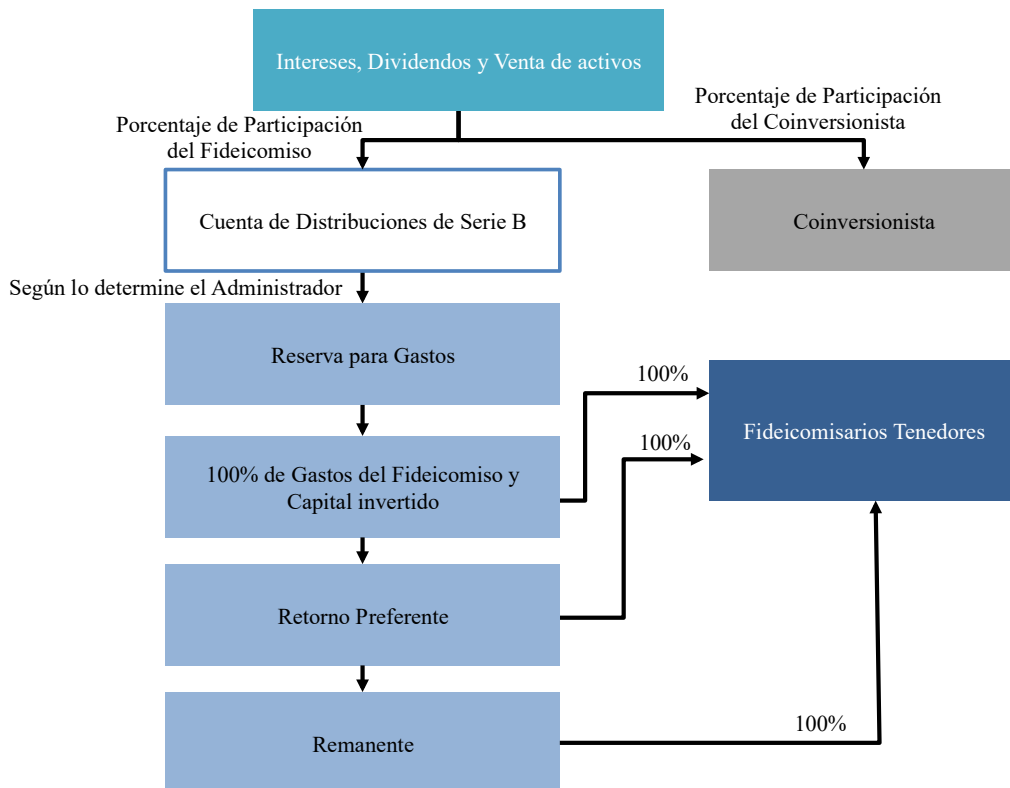 Intereses, Dividendos y Venta de activos
Porcentaje de Participación
del Fideicomiso
Porcentaje de Participación
del Coinversionista
Cuenta de Distribuciones de Serie B
Coinversionista
Según lo determine el Administrador
Reserva para Gastos
100%
Fideicomisarios Tenedores
100%
100% de Gastos del Fideicomiso y
Capital invertido
Retorno Preferente
100%
Remanente